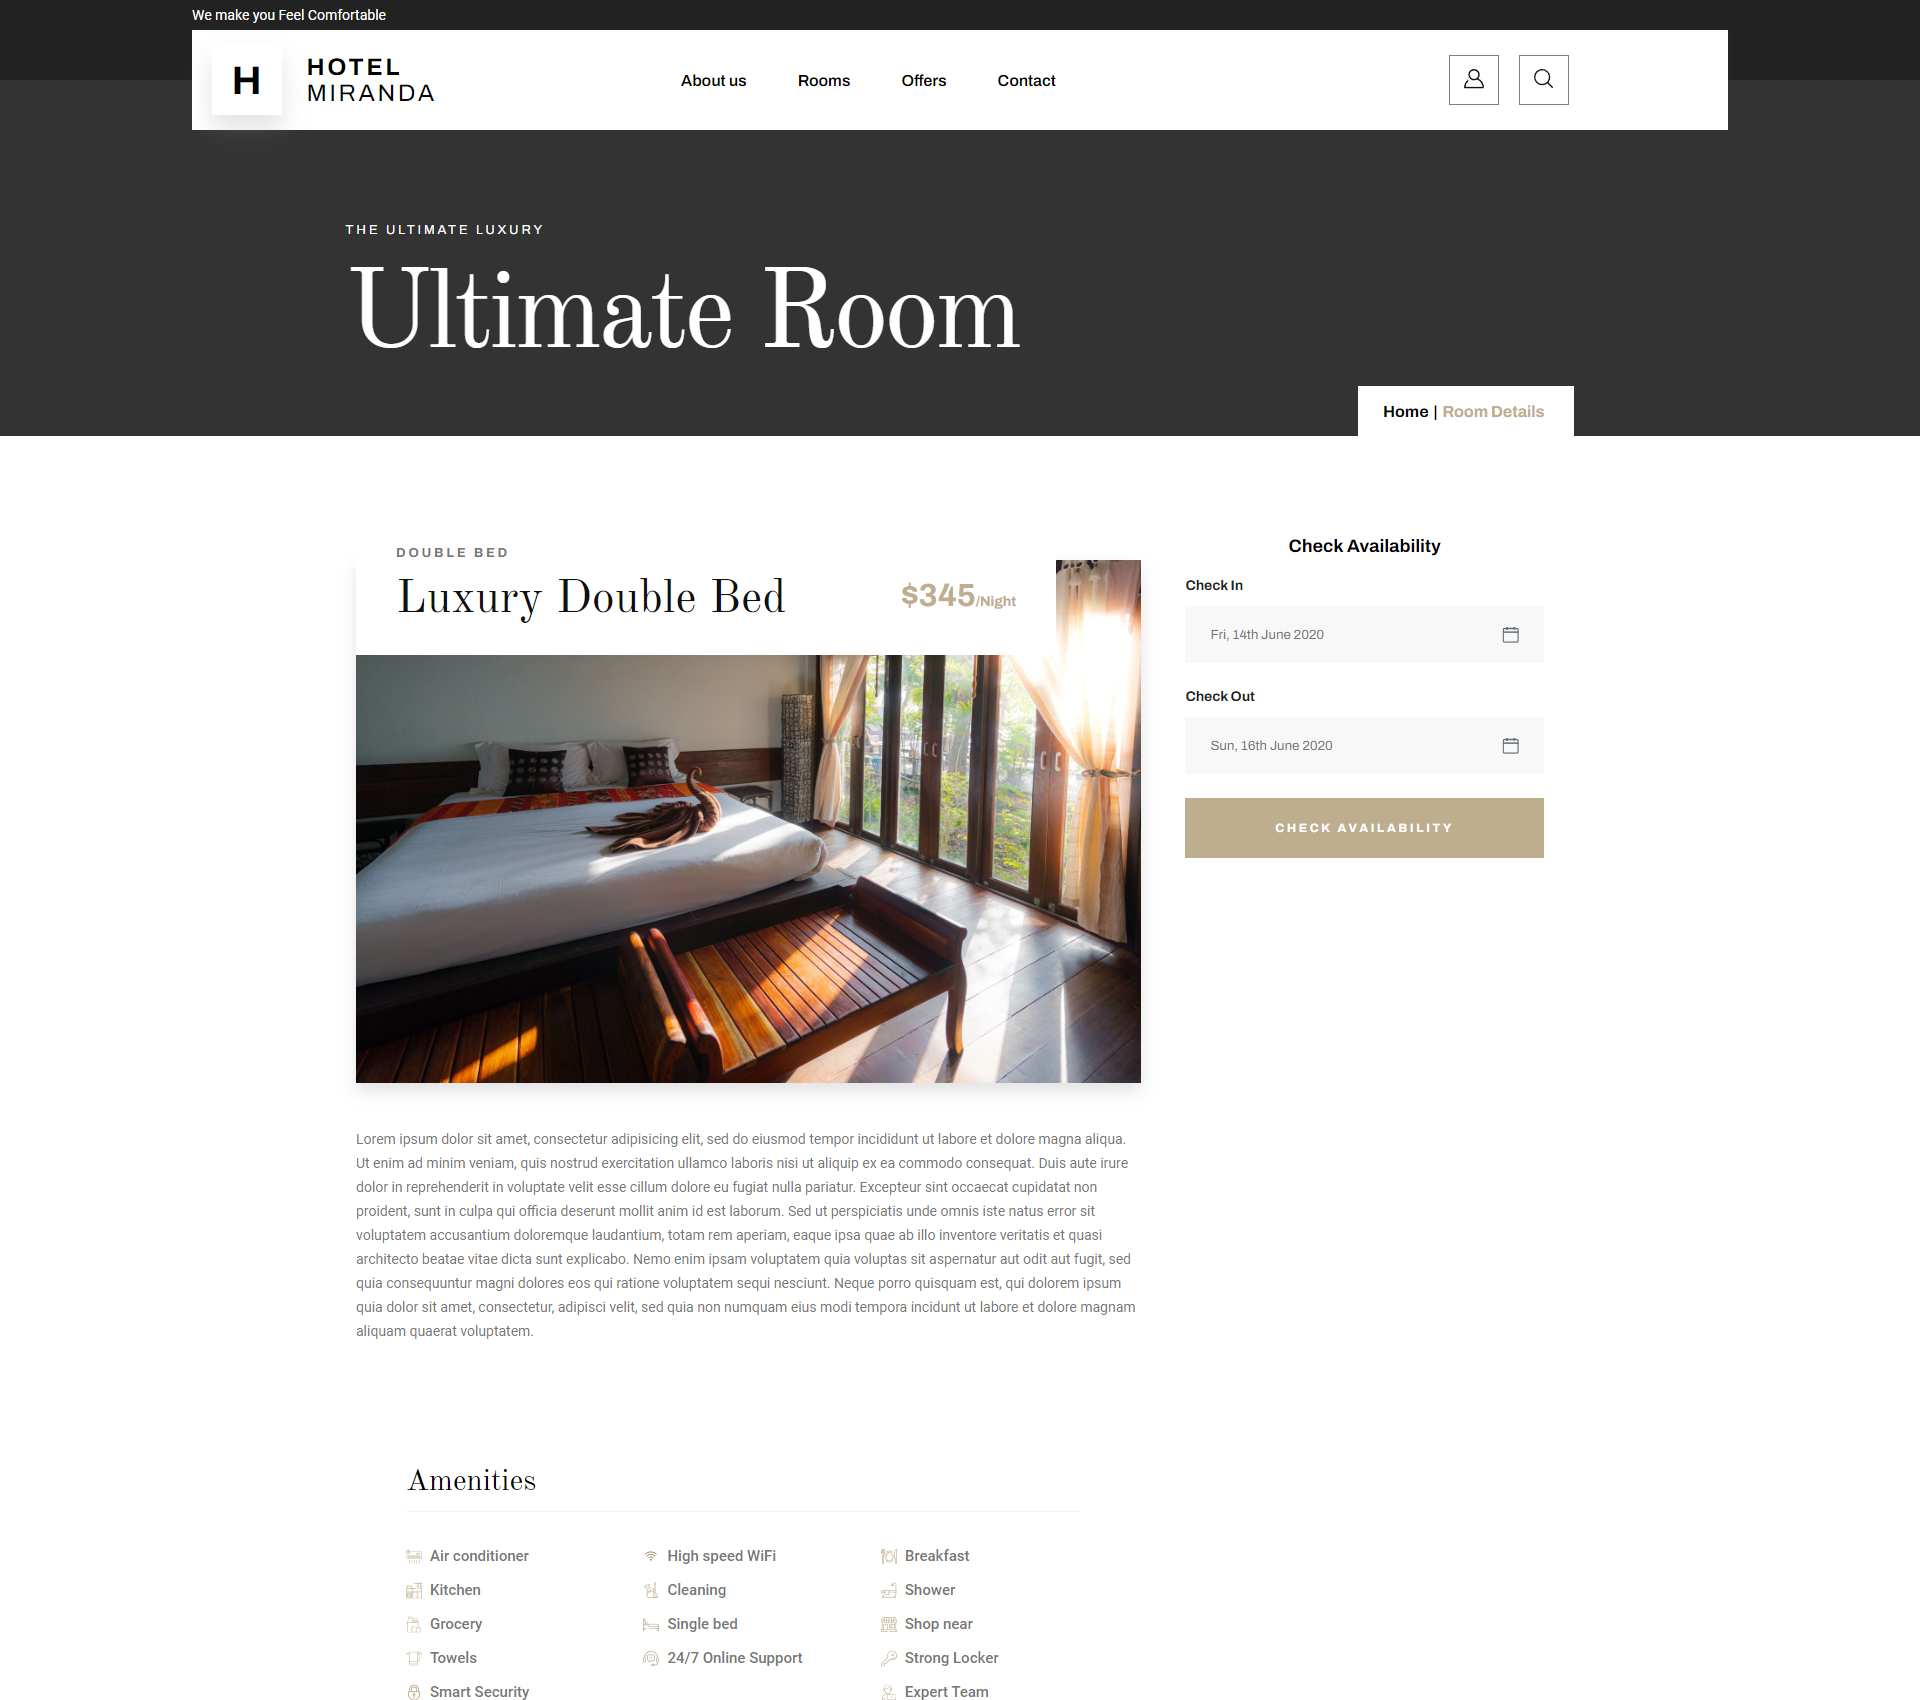 We make you Feel Comfortable
H
HOTEL
MIRANDA
About us
Rooms
Offers
Contact
THE ULTIMATE LUXURY
Ultimate Room
Home | Room Details
DOUBLE BED
Luxury Double Bed
$345/Night
Check Availability
Check In
Fri, 14th June 2020
Check Out
Sun, 16th June 2020
CHECK AVAILABILITY
Lorem ipsum dolor sit amet, consectetur adipisicing elit, sed do eiusmod tempor incididunt ut labore et dolore magna aliqua.
Ut enim ad minim veniam, quis nostrud exercitation ullamco laboris nisi ut aliquip ex ea commodo consequat. Duis aute irure
dolor in reprehenderit in voluptate velit esse cillum dolore eu fugiat nulla pariatur. Excepteur sint occaecat cupidatat non
proident, sunt in culpa qui officia deserunt mollit anim id est laborum. Sed ut perspiciatis unde omnis iste natus error sit
voluptatem accusantium doloremque laudantium, totam rem aperiam, eaque ipsa quae ab illo inventore veritatis et quasi
architecto beatae vitae dicta sunt explicabo. Nemo enim ipsam voluptatem quia voluptas sit aspernatur aut odit aut fugit, sed
quia consequuntur magni dolores eos qui ratione voluptatem sequi nesciunt. Neque porro quisquam est, qui dolorem ipsum
quia dolor sit amet, consectetur, adipisci velit, sed quia non numquam eius modi tempora incidunt ut labore et dolore magnam
aliquam quaerat voluptatem.
Amenities
Air conditioner
High speed WiFi
Breakfast
Kitchen
Cleaning
Shower
Grocery
Single bed
Shop near
Towels
24/7 Online Support
Strong Locker
Smart Security
Expert Team